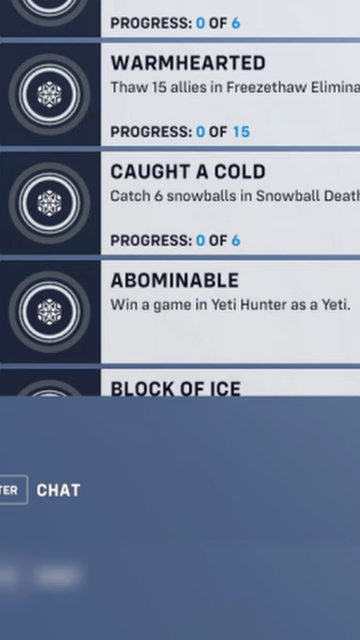 PROGRESS: 0 OF 6
WARMHEARTED
Thaw 15 allies in Freezethaw Elimina
PROGRESS: 0 OF 15
CAUGHT A COLD
Catch 6 snowballs in Snowball Death
PROGRESS: 0 OF 6
ABOMINABLE
Win a game in Yeti Hunter as a Yeti.
BLOCK OF ICE
TER CHAT